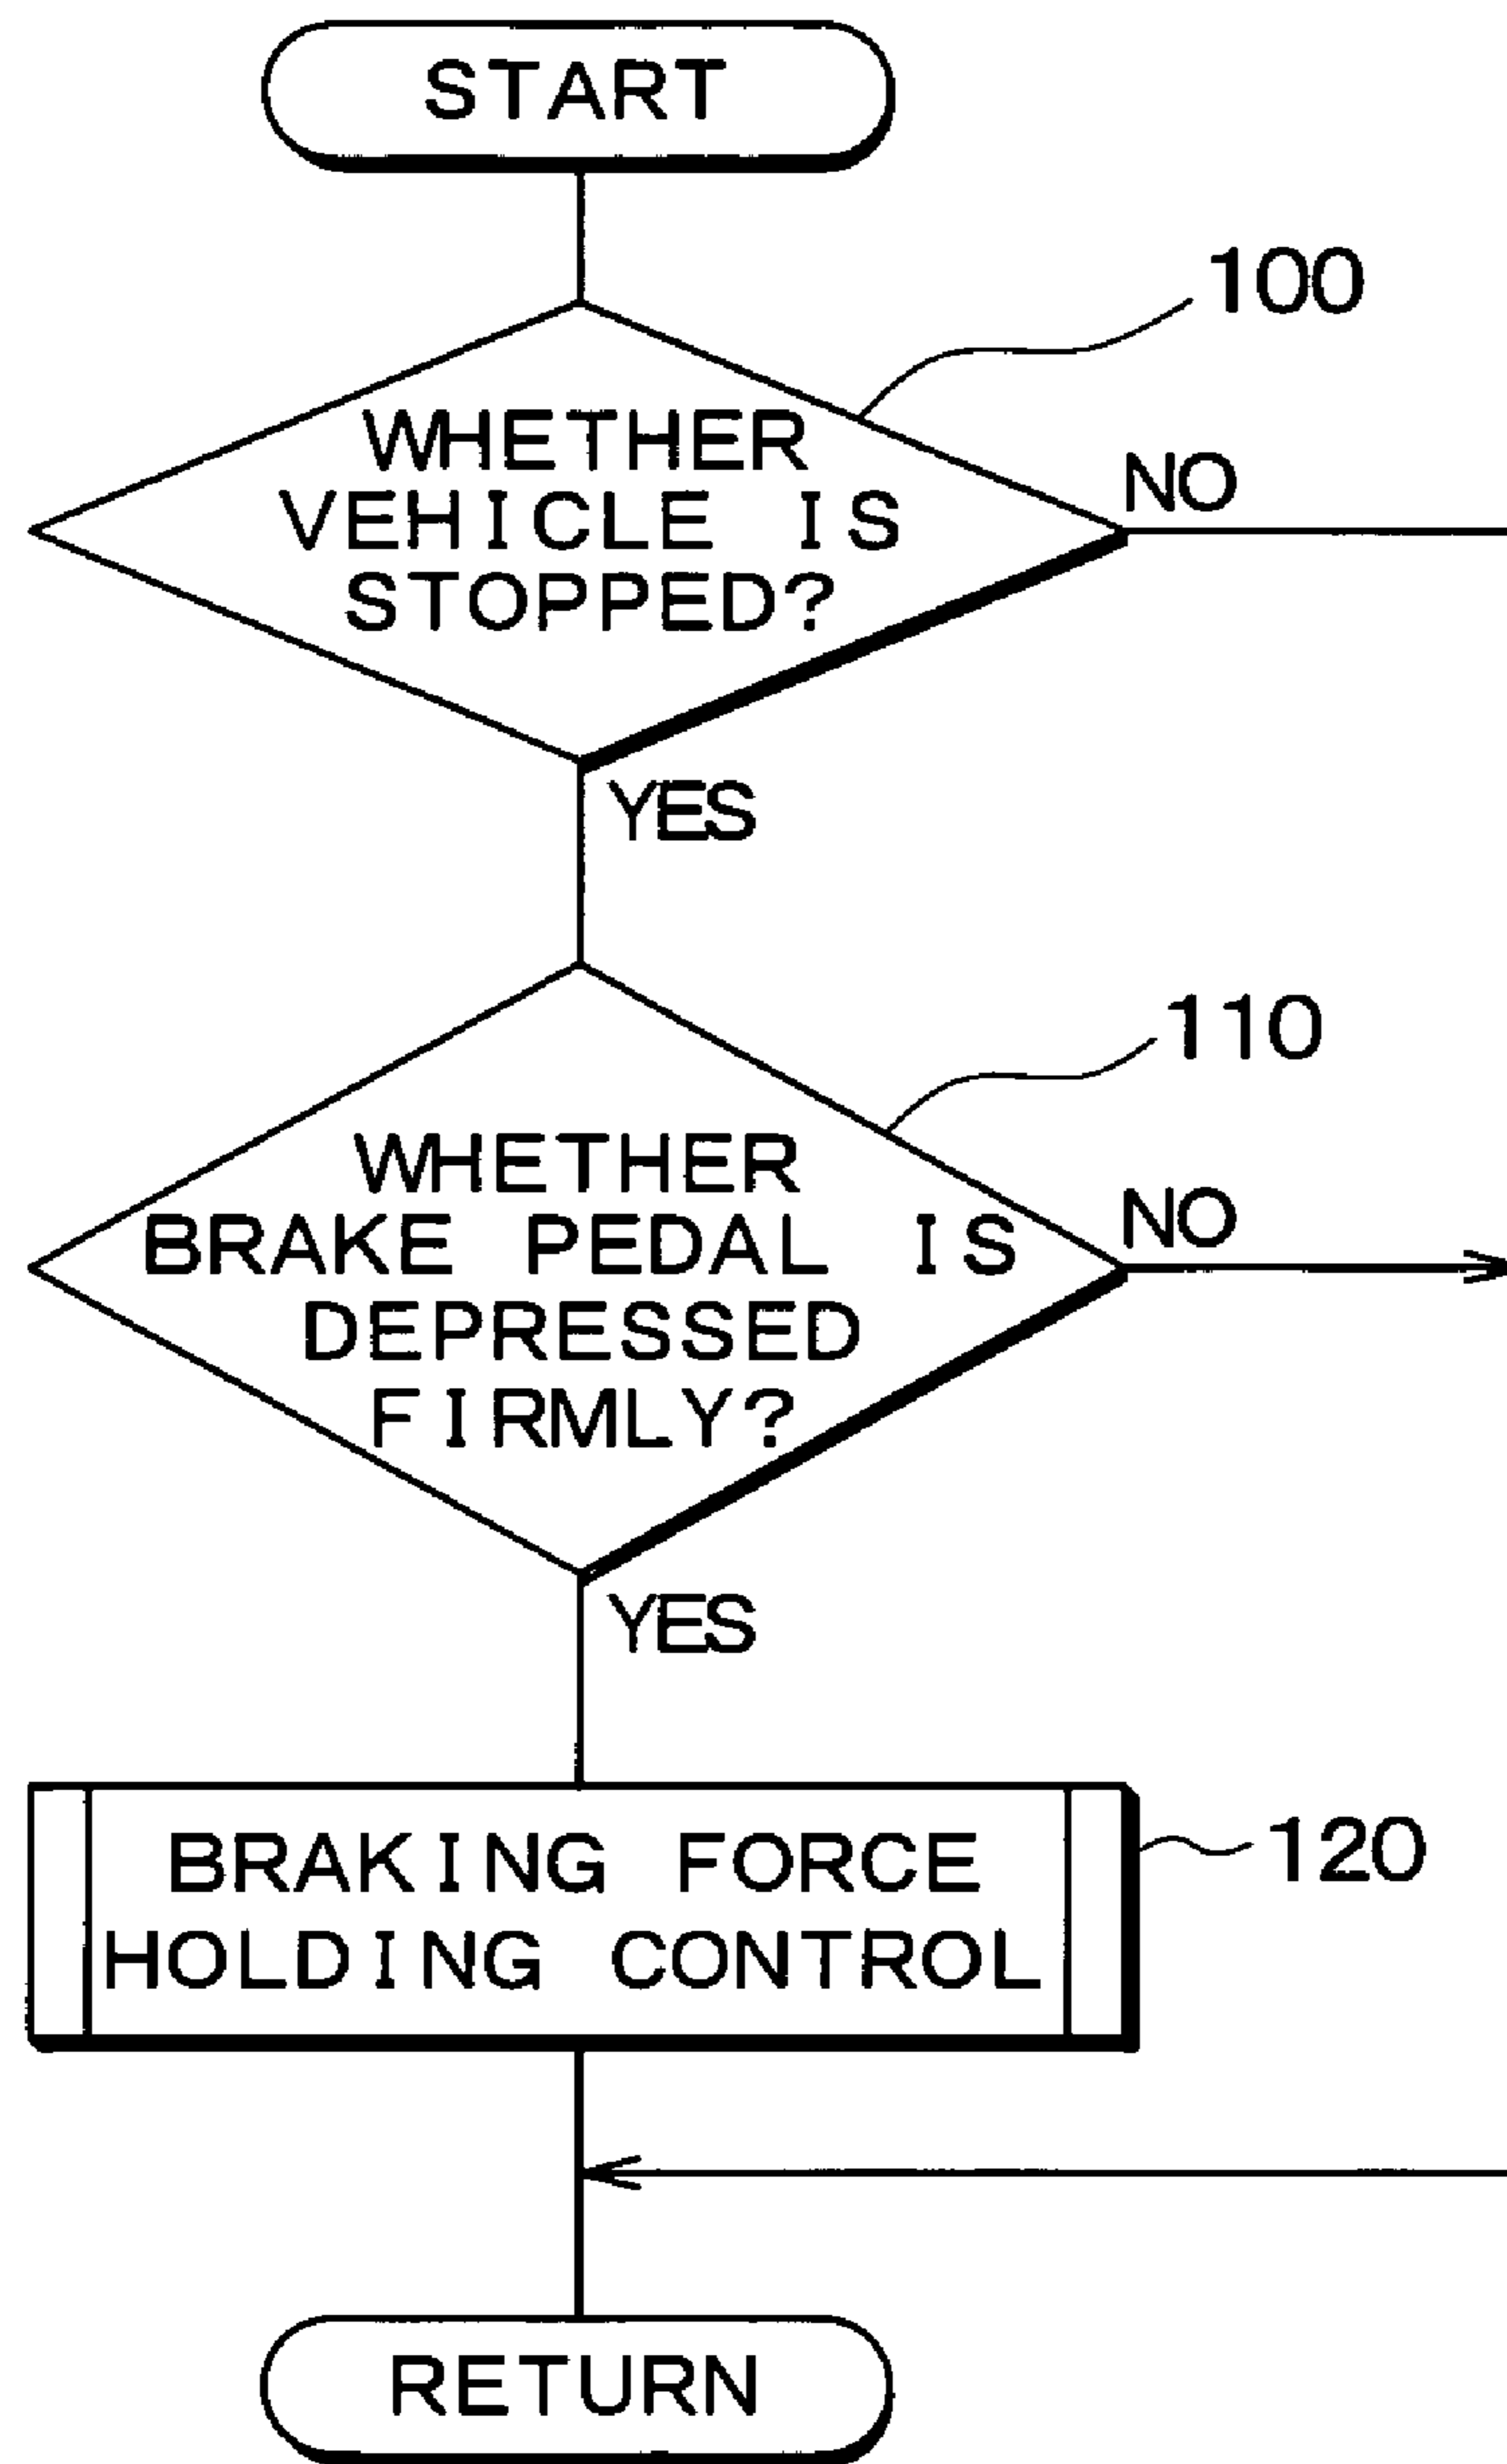 START
100
WHETHER
VEHICLE IS
STOPPED?
NO
YES
110
WHETHER
BRAKE PEDAL IS
DEPRESSED
FIRMLY?
NO
YES
BRAKING FORCE
HOLDING CONTROL
120
RETURN